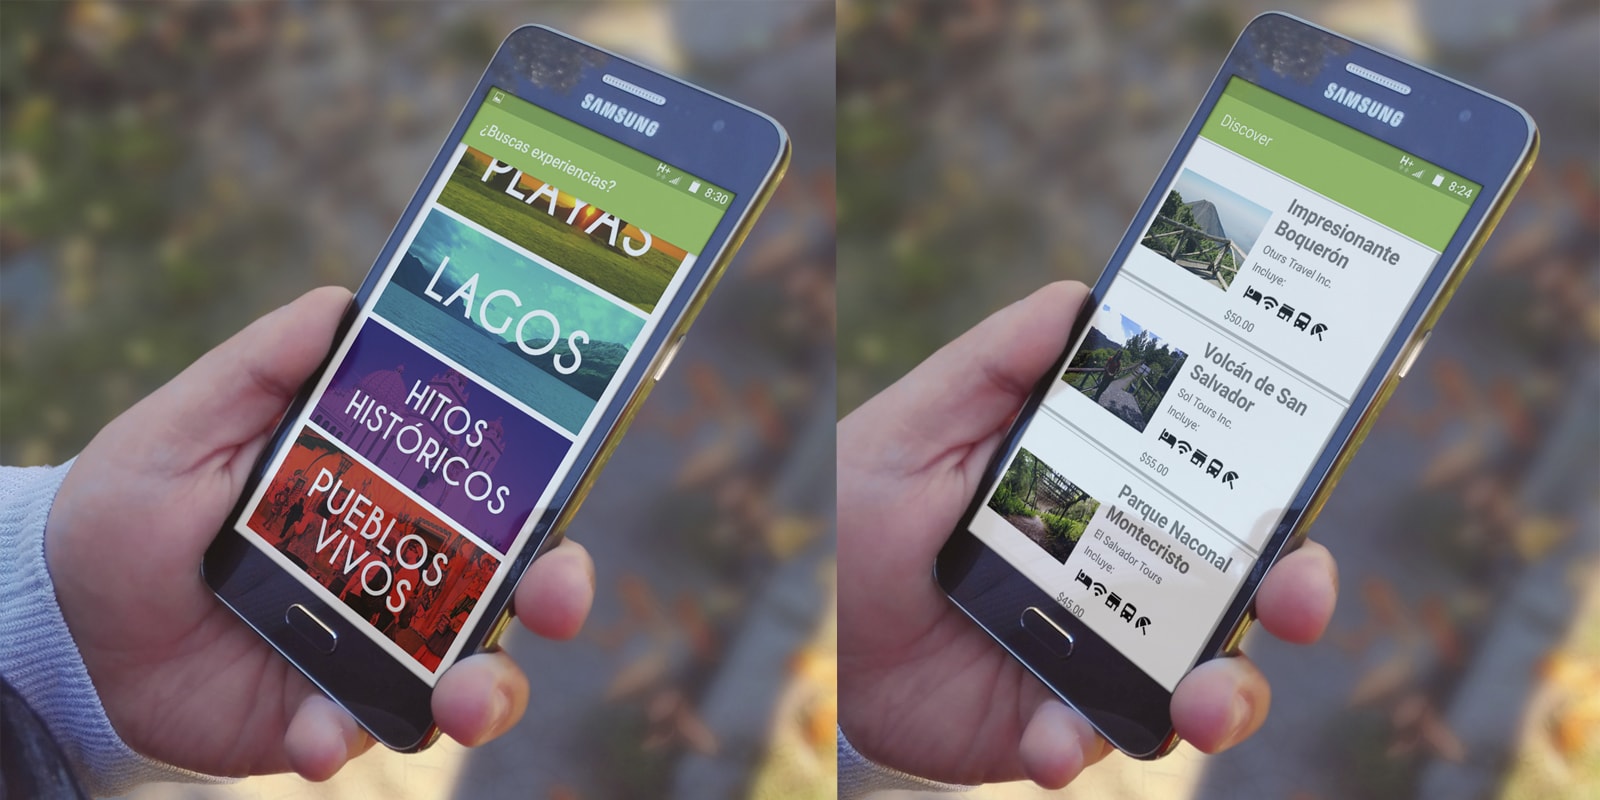 SAMSUNG
H+
8:30
¿Buscas experiencias?
PLAYAS
LAGOS
HITOS
HISTÓRICOS
PUEBLOS
VIVOS
SAMSUNG
H+
8:24
Discover
Impresionante
Boquerón
Oturs Travel Inc.
Incluye:
$50.00
Volcán de San
Salvador
Sol Tours Inc.
Incluye:
$55.00
Parque Naconal
Montecristo
El Salvador Tours
Incluye:
$45.00